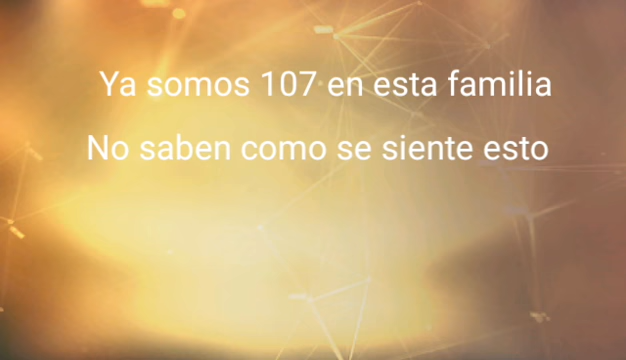 Ya somos 107 en esta familia
No saben como se siente esto